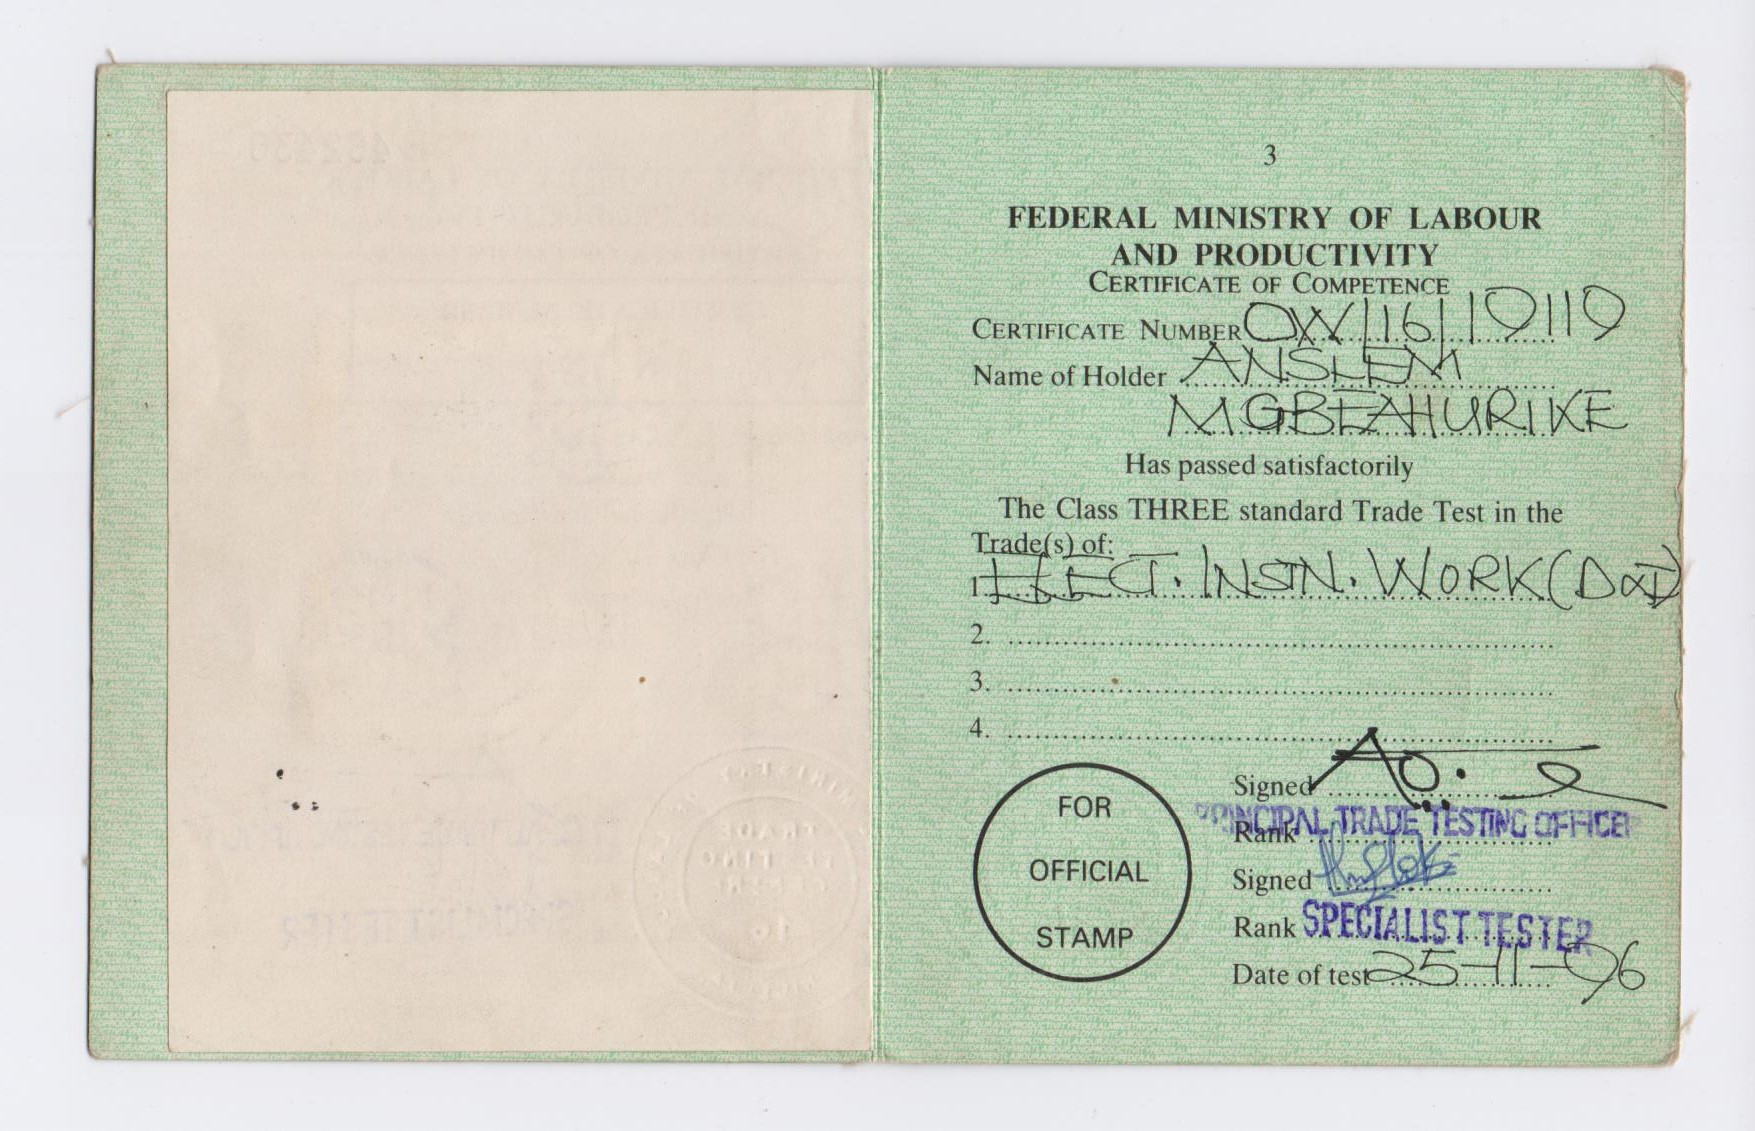 3
FEDERAL MINISTRY OF LABOUR
AND PRODUCTIVITY
CERTIFICATE OF COMPETENCE
CERTIFICATE NUMBER OW/16/19119
Name of Holder ANSLEM
MGBEAHURIKE
Has passed satisfactorily
The Class THREE standard Trade Test in the
Trade(s) of:
1. ELECT. INSTN. WORK (D&I)
2.
3.
4.
FOR
OFFICIAL
STAMP
Signed
Rank PRINCIPAL TRADE TESTING OFFICER
Signed
Rank SPECIALIST TESTER
Date of test 25-11-96